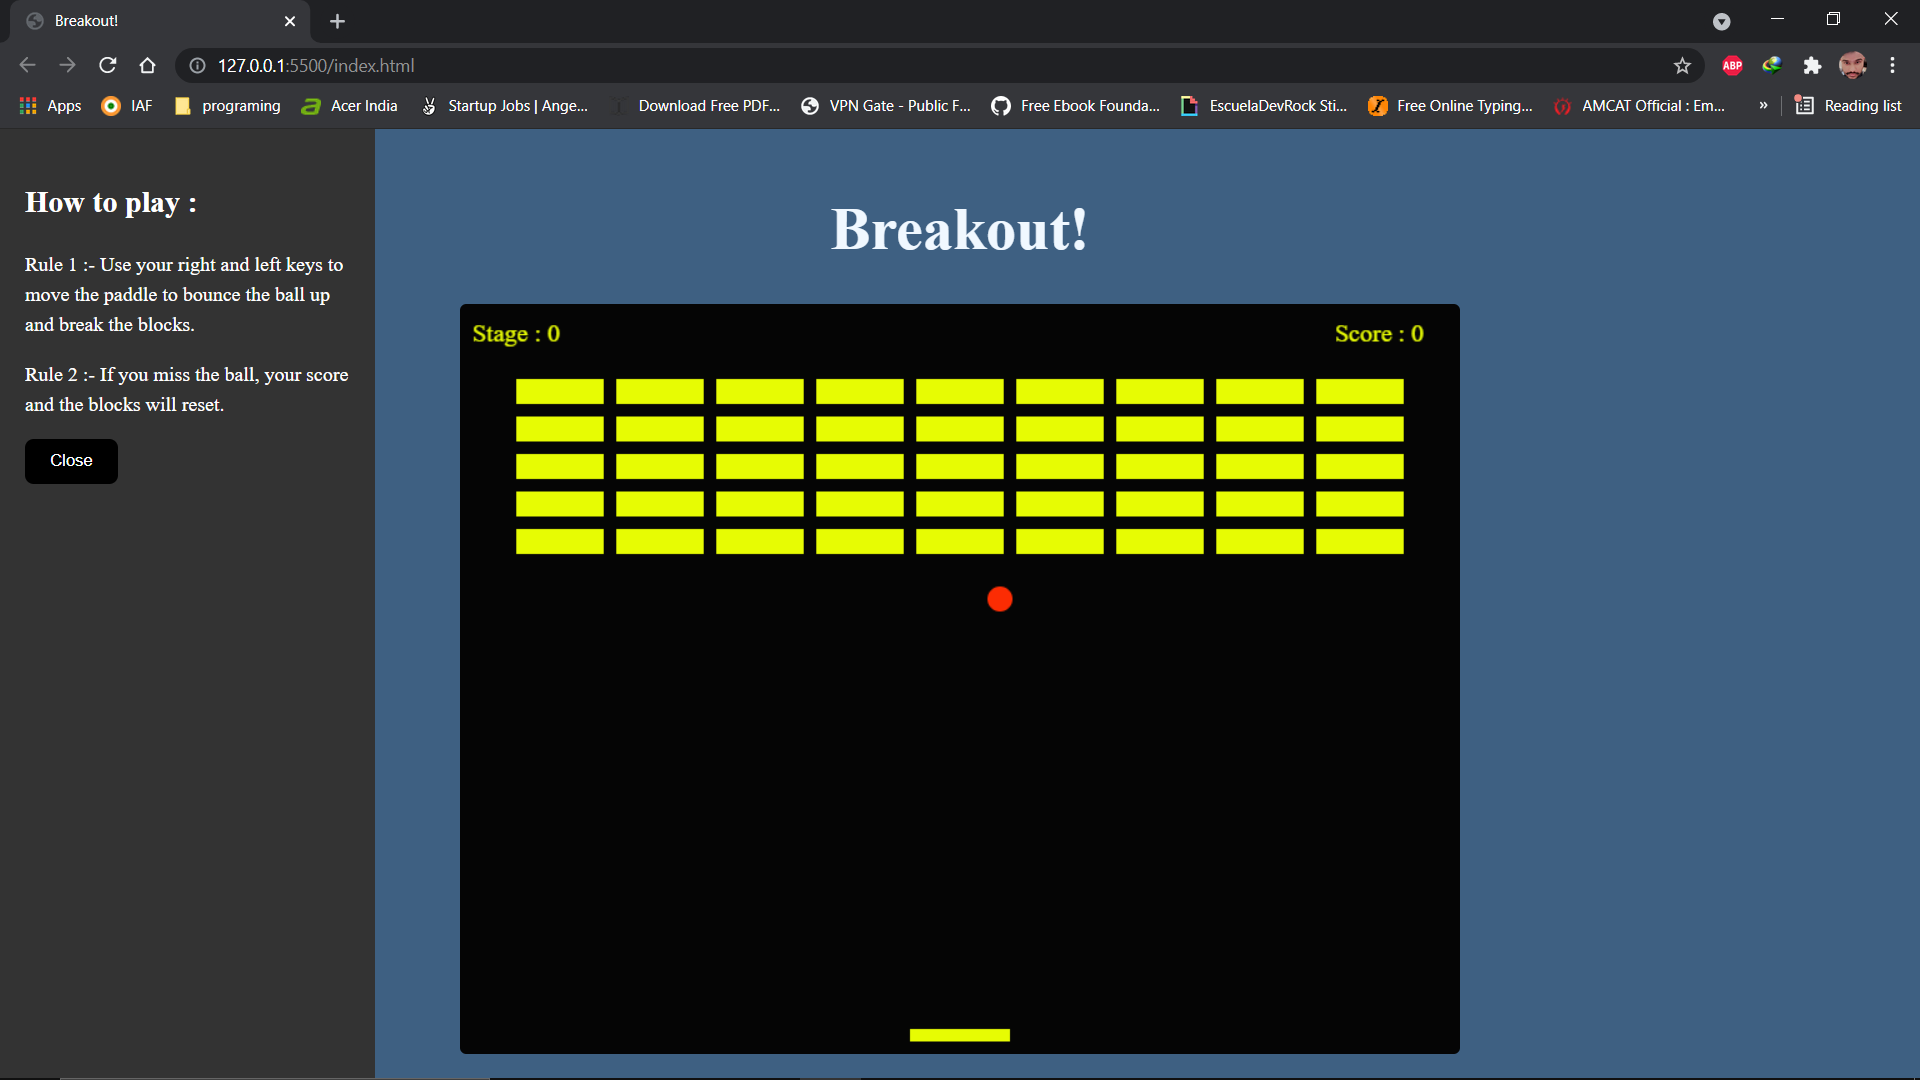 Breakout!
127.0.0.1:5500/index.html
ABP
Apps
IAF
programing
Acer India
Startup Jobs | Ange...
Download Free PDF...
VPN Gate - Public F...
Free Ebook Founda...
EscuelaDevRock Sti...
Free Online Typing...
AMCAT Official : Em...
»
Reading list
How to play :
Rule 1 :- Use your right and left keys to
move the paddle to bounce the ball up
and break the blocks.
Rule 2 :- If you miss the ball, your score
and the blocks will reset.
Close
Breakout!
Stage : 0
Score : 0